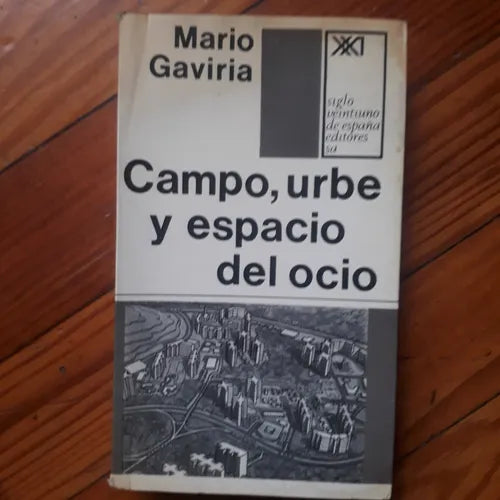 Mario
Gaviria
XXI
siglo
veintiuno
de españa
editores
sa
Campo, urbe
y espacio
del ocio